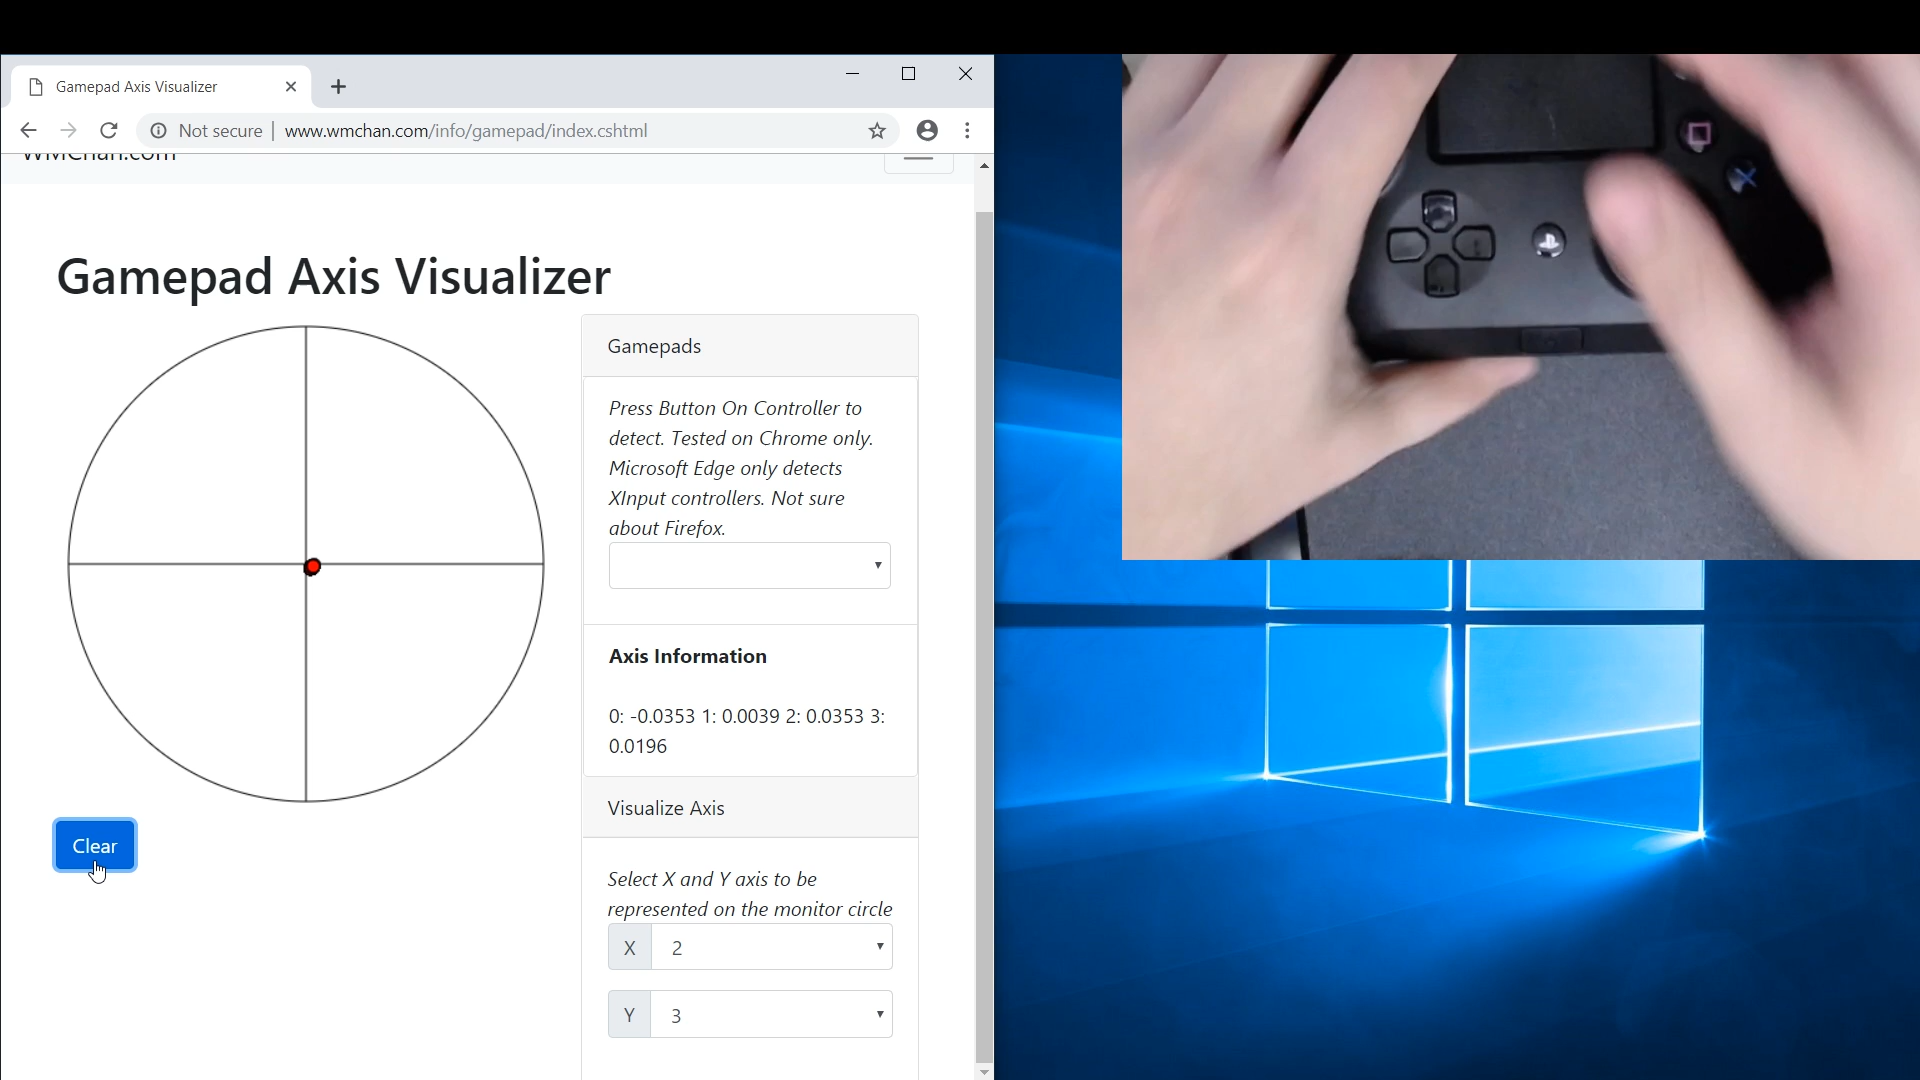 Gamepad Axis Visualizer
Not secure
www.wmchan.com/info/gamepad/index.cshtml
WMChan.com
Gamepad Axis Visualizer
Gamepads
Press Button On Controller to
detect. Tested on Chrome only.
Microsoft Edge only detects
XInput controllers. Not sure
about Firefox.
Axis Information
0: -0.0353 1: 0.0039 2: 0.0353 3:
0.0196
Clear
Visualize Axis
Select X and Y axis to be
represented on the monitor circle
X 2
Y 3